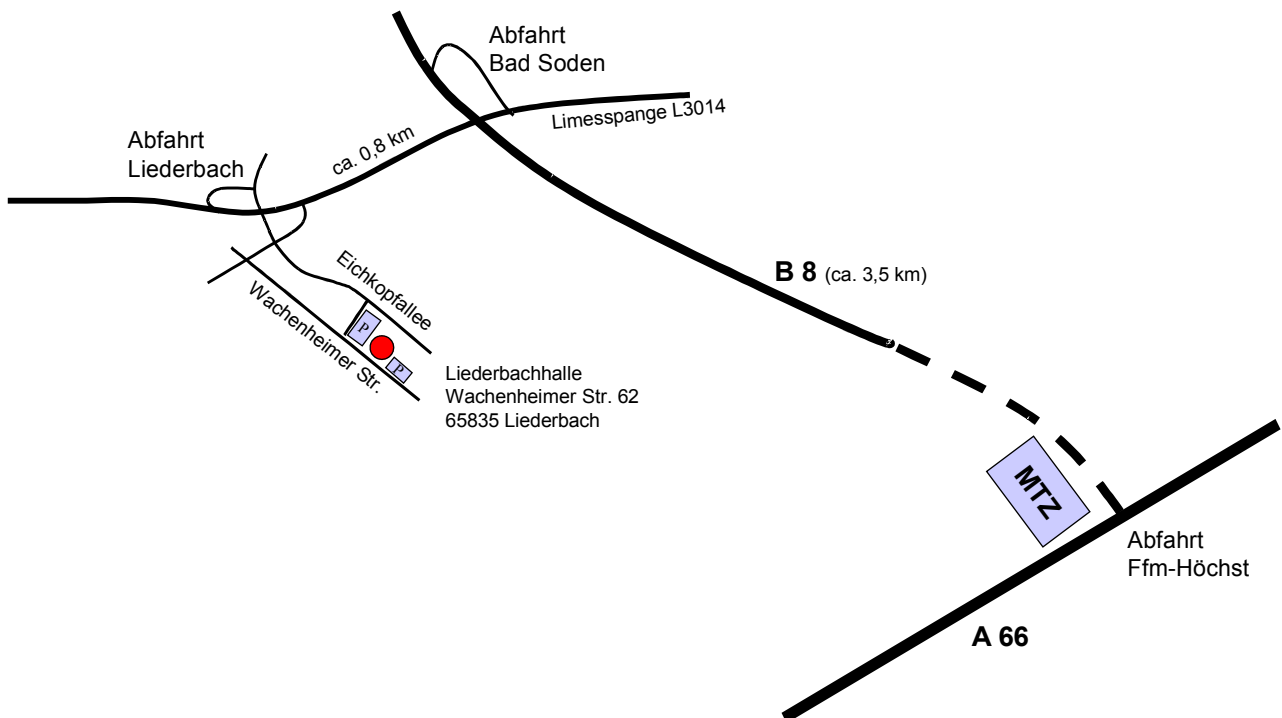 Abfahrt
Bad Soden
Limesspange L3014
Abfahrt
Liederbach
ca. 0,8 km
B 8 (ca. 3,5 km)
Eichkopfallee
Wachenheimer Str.
P
P
Liederbachhalle
Wachenheimer Str. 62
65835 Liederbach
MTZ
Abfahrt
Ffm-Höchst
A 66